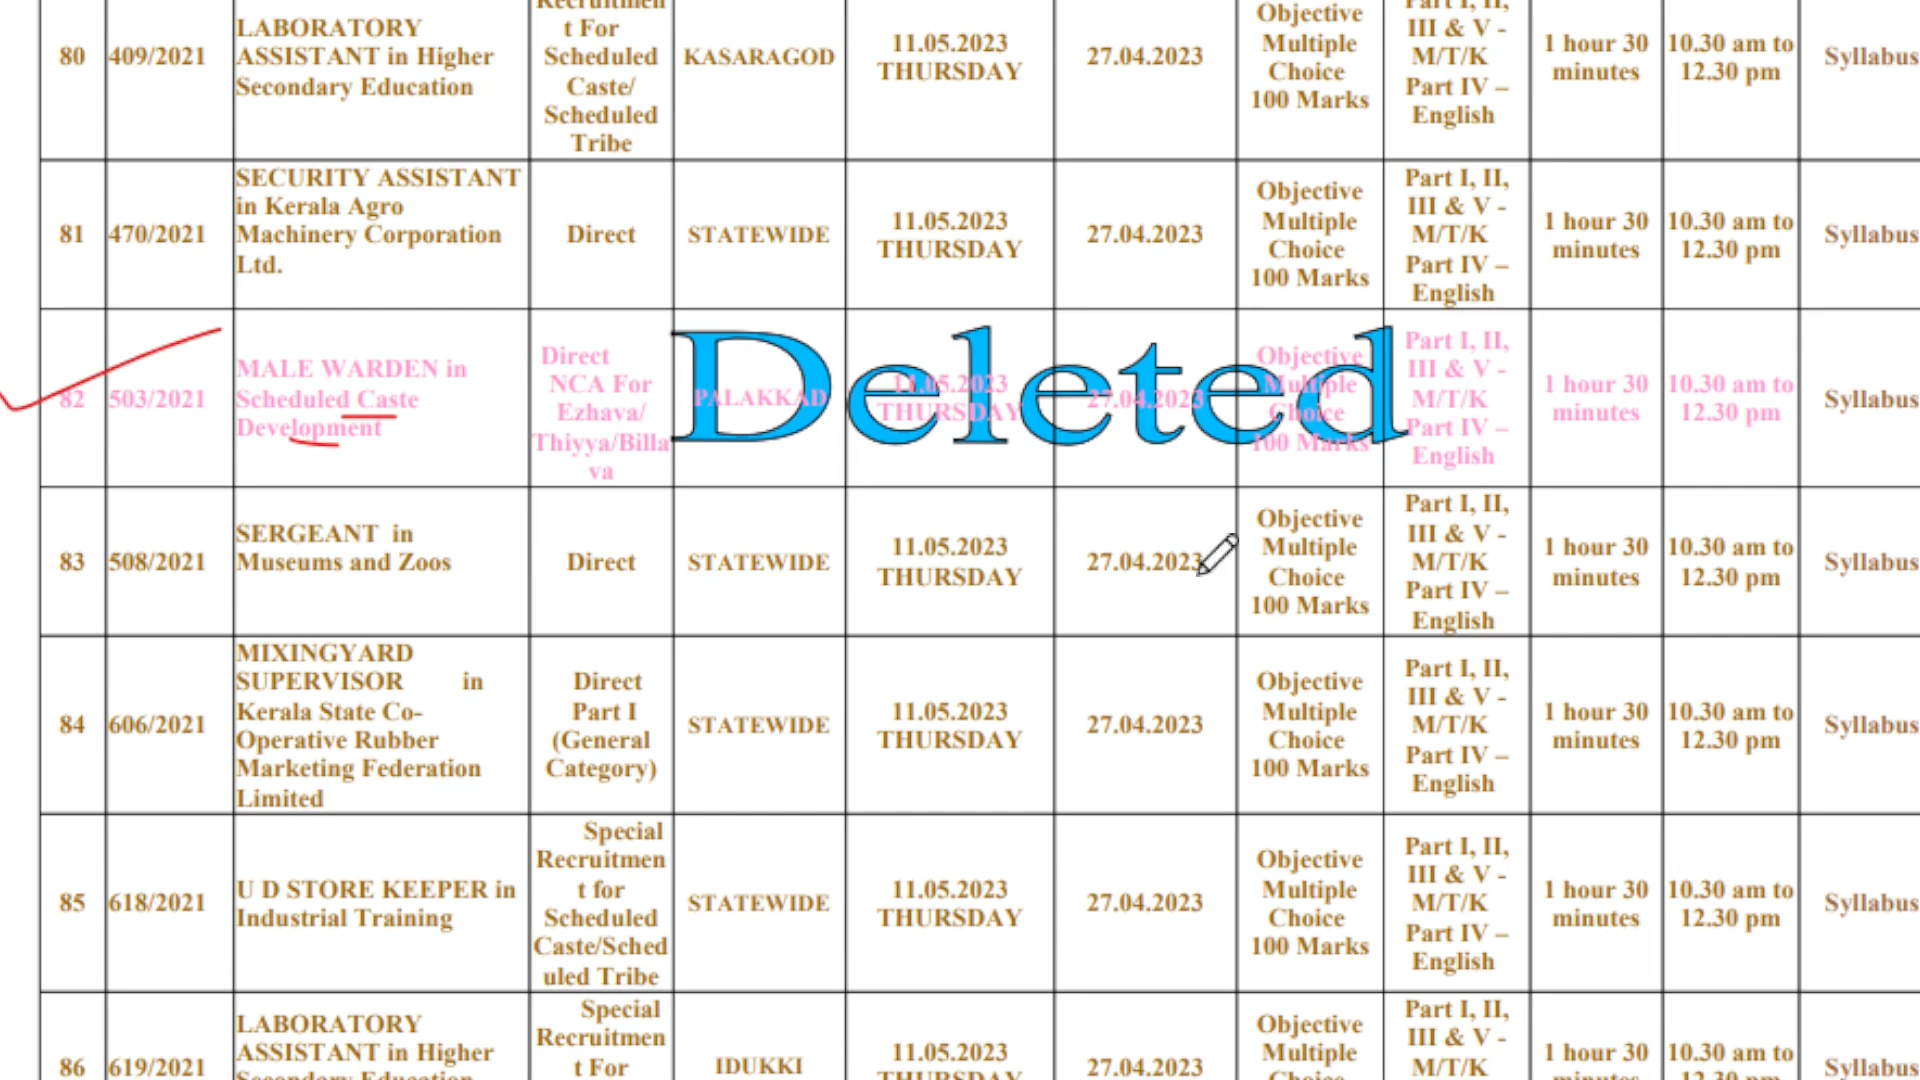 80
409/2021
LABORATORY
ASSISTANT in Higher
Secondary Education
Recruitmen
t For
Scheduled
Caste/
Scheduled
Tribe
KASARAGOD
11.05.2023
THURSDAY
27.04.2023
Objective
Multiple
Choice
100 Marks
Part I, II,
III & V -
M/T/K
Part IV –
English
1 hour 30
minutes
10.30 am to
12.30 pm
Syllabus
81
470/2021
SECURITY ASSISTANT
in Kerala Agro
Machinery Corporation
Ltd.
Direct
STATEWIDE
11.05.2023
THURSDAY
27.04.2023
Objective
Multiple
Choice
100 Marks
Part I, II,
III & V -
M/T/K
Part IV –
English
1 hour 30
minutes
10.30 am to
12.30 pm
Syllabus
82
503/2021
MALE WARDEN in
Scheduled Caste
Development
Direct
NCA For
Ezhava/
Thiyya/Billa
va
PALAKKAD
11.05.2023
THURSDAY
27.04.2023
Deleted
Objective
Multiple
Choice
100 Marks
Part I, II,
III & V -
M/T/K
Part IV –
English
1 hour 30
minutes
10.30 am to
12.30 pm
Syllabus
83
508/2021
SERGEANT in
Museums and Zoos
Direct
STATEWIDE
11.05.2023
THURSDAY
27.04.2023
Objective
Multiple
Choice
100 Marks
Part I, II,
III & V -
M/T/K
Part IV –
English
1 hour 30
minutes
10.30 am to
12.30 pm
Syllabus
84
606/2021
MIXINGYARD
SUPERVISOR in
Kerala State Co-
Operative Rubber
Marketing Federation
Limited
Direct
Part I
(General
Category)
STATEWIDE
11.05.2023
THURSDAY
27.04.2023
Objective
Multiple
Choice
100 Marks
Part I, II,
III & V -
M/T/K
Part IV –
English
1 hour 30
minutes
10.30 am to
12.30 pm
Syllabus
85
618/2021
U D STORE KEEPER in
Industrial Training
Special
Recruitmen
t for
Scheduled
Caste/Sched
uled Tribe
STATEWIDE
11.05.2023
THURSDAY
27.04.2023
Objective
Multiple
Choice
100 Marks
Part I, II,
III & V -
M/T/K
Part IV –
English
1 hour 30
minutes
10.30 am to
12.30 pm
Syllabus
86
619/2021
LABORATORY
ASSISTANT in Higher
Secondary Education
Special
Recruitmen
t For
IDUKKI
11.05.2023
THURSDAY
27.04.2023
Objective
Multiple
Choice
Part I, II,
III & V -
M/T/K
1 hour 30
minutes
10.30 am to
12.30 pm
Syllabus